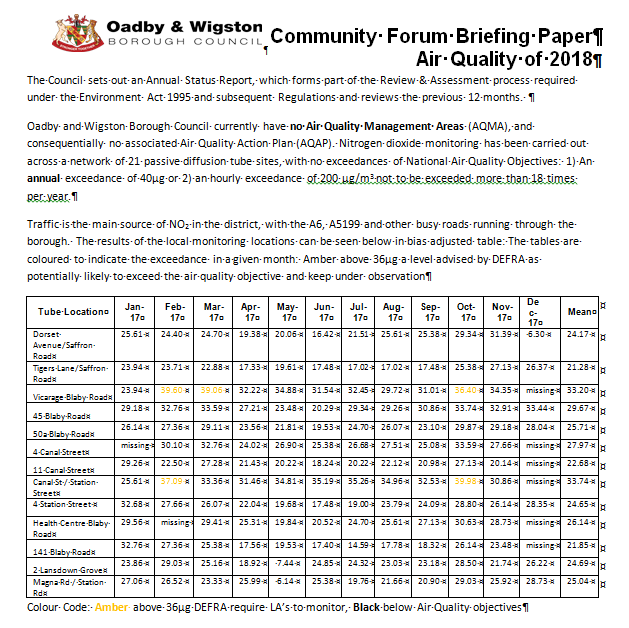 Oadby & Wigston
BOROUGH COUNCIL
Community Forum Briefing Paper¶
Air Quality of 2018¶
The Council sets out an Annual Status Report, which forms part of the Review & Assessment process required
under the Environment Act 1995 and subsequent Regulations and reviews the previous 12 months. ¶
Oadby and Wigston Borough Council currently have no Air Quality Management Areas (AQMA), and
consequentially no associated Air Quality Action Plan (AQAP). Nitrogen dioxide monitoring has been carried out
across a network of 21 passive diffusion tube sites, with no exceedances of National Air Quality Objectives: 1) An
annual exceedance of 40µg or 2) an hourly exceedance of 200 µg/m³ not to be exceeded more than 18 times
per year.¶
Traffic is the main source of NO₂ in the district, with the A6, A5199 and other busy roads running through the
borough. The results of the local monitoring locations can be seen below in bias adjusted table: The tables are
coloured to indicate the exceedance in a given month: Amber above 36µg a level advised by DEFRA as
potentially likely to exceed the air quality objective and keep under observation¶
Tube Location¤ Jan-17¤ Feb-17¤ Mar-17¤ Apr-17¤ May-17¤ Jun-17¤ Jul-17¤ Aug-17¤ Sep-17¤ Oct-17¤ Nov-17¤ Dec-17¤ Mean¤
Dorset Avenue/Saffron Road¤ 25.61 24.40 24.70 19.38 20.06 16.42 21.51 25.61 25.38 29.34 31.39 -6.30 24.17
Tigers Lane/Saffron Road¤ 23.94 23.71 22.88 17.33 19.61 17.48 17.02 17.02 17.48 25.38 27.13 26.37 21.28
Vicarage Blaby Road¤ 23.94 39.60 39.06 32.22 34.88 31.54 32.45 29.72 31.01 36.40 34.35 missing 33.20
45 Blaby Road¤ 29.18 32.76 33.59 27.21 23.48 20.29 29.34 29.26 30.86 33.74 32.91 33.44 29.67
50a Blaby Road¤ 26.14 27.36 29.11 23.56 21.81 19.53 24.70 26.07 23.10 29.87 29.18 28.04 25.71
4 Canal Street¤ missing 30.10 32.76 24.02 26.90 25.38 26.68 27.51 25.08 33.59 27.66 missing 27.97
11 Canal Street¤ 29.26 22.50 27.28 21.43 20.22 18.24 20.22 22.12 20.98 27.13 20.14 missing 22.68
Canal St / Station Street¤ 25.61 37.09 33.36 31.46 34.81 35.19 35.26 34.96 32.53 39.98 30.86 missing 33.74
4 Station Street¤ 32.68 27.66 26.07 22.04 19.68 17.48 19.00 23.79 24.09 28.80 26.14 28.35 24.65
Health Centre Blaby Road¤ 29.56 missing 29.41 25.31 19.84 20.52 24.70 25.61 27.13 30.63 28.73 missing 26.14
141 Blaby Road¤ 32.76 27.36 25.38 17.56 19.53 17.40 14.59 17.78 18.32 26.14 23.48 missing 21.85
2 Lansdown Grove¤ 23.86 29.03 25.16 18.92 -7.44 24.85 24.32 23.03 23.18 28.50 21.74 26.22 24.69
Magna Rd / Station Rd¤ 27.06 26.52 23.33 25.99 -6.14 25.38 19.76 21.66 20.90 29.03 25.92 28.73 25.04
Colour Code: Amber above 36µg DEFRA require LA's to monitor, Black below Air Quality objectives¶